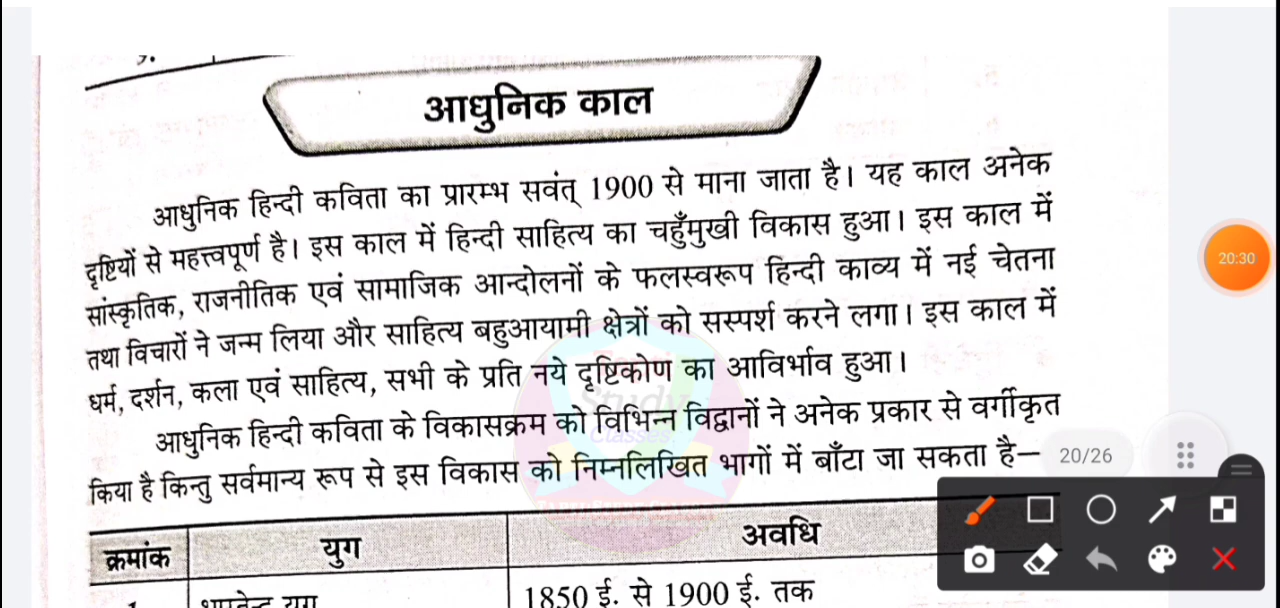 आधुनिक काल
आधुनिक हिन्दी कविता का प्रारम्भ सवंत् 1900 से माना जाता है। यह काल अनेक
दृष्टियों से महत्त्वपूर्ण है। इस काल में हिन्दी साहित्य का चहुँमुखी विकास हुआ। इस काल में
सांस्कृतिक, राजनीतिक एवं सामाजिक आन्दोलनों के फलस्वरूप हिन्दी काव्य में नई चेतना
तथा विचारों ने जन्म लिया और साहित्य बहुआयामी क्षेत्रों को सस्पर्श करने लगा। इस काल में
धर्म, दर्शन, कला एवं साहित्य, सभी के प्रति नये दृष्टिकोण का आविर्भाव हुआ।
आधुनिक हिन्दी कविता के विकासक्रम को विभिन्न विद्वानों ने अनेक प्रकार से वर्गीकृत
किया है किन्तु सर्वमान्य रूप से इस विकास को निम्नलिखित भागों में बाँटा जा सकता है–
क्रमांक युग अवधि
1850 ई. से 1900 ई. तक
Study
Classes
20:30
20/26